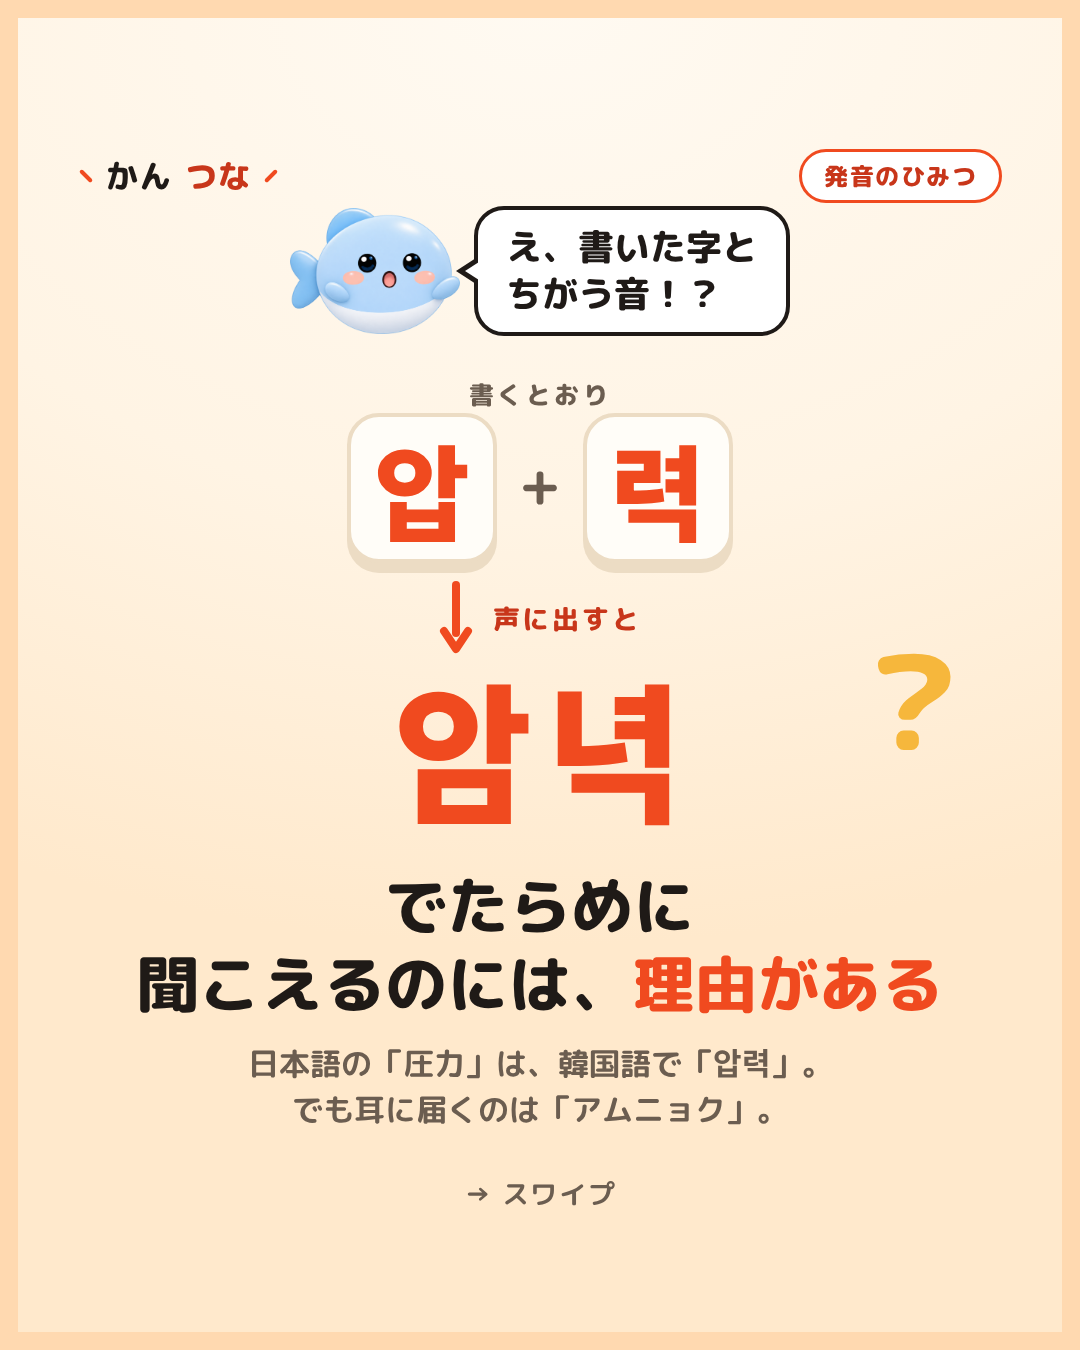 かん つな
発音のひみつ
え、書いた字と
ちがう音！？
書くとおり
압 + 력
声に出すと
암녁
?
でたらめに
聞こえるのには、理由がある
日本語の「圧力」は、韓国語で「압력」。
でも耳に届くのは「アムニョク」。
→ スワイプ